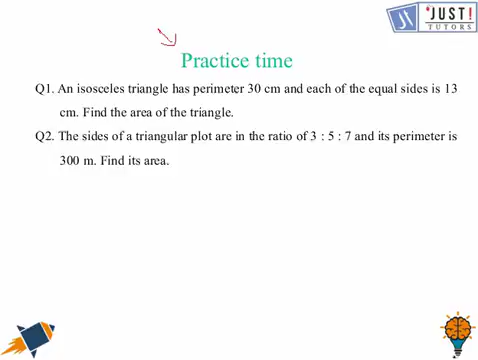 JUST!
TUTORS
Practice time
Q1. An isosceles triangle has perimeter 30 cm and each of the equal sides is 13
cm. Find the area of the triangle.
Q2. The sides of a triangular plot are in the ratio of 3 : 5 : 7 and its perimeter is
300 m. Find its area.